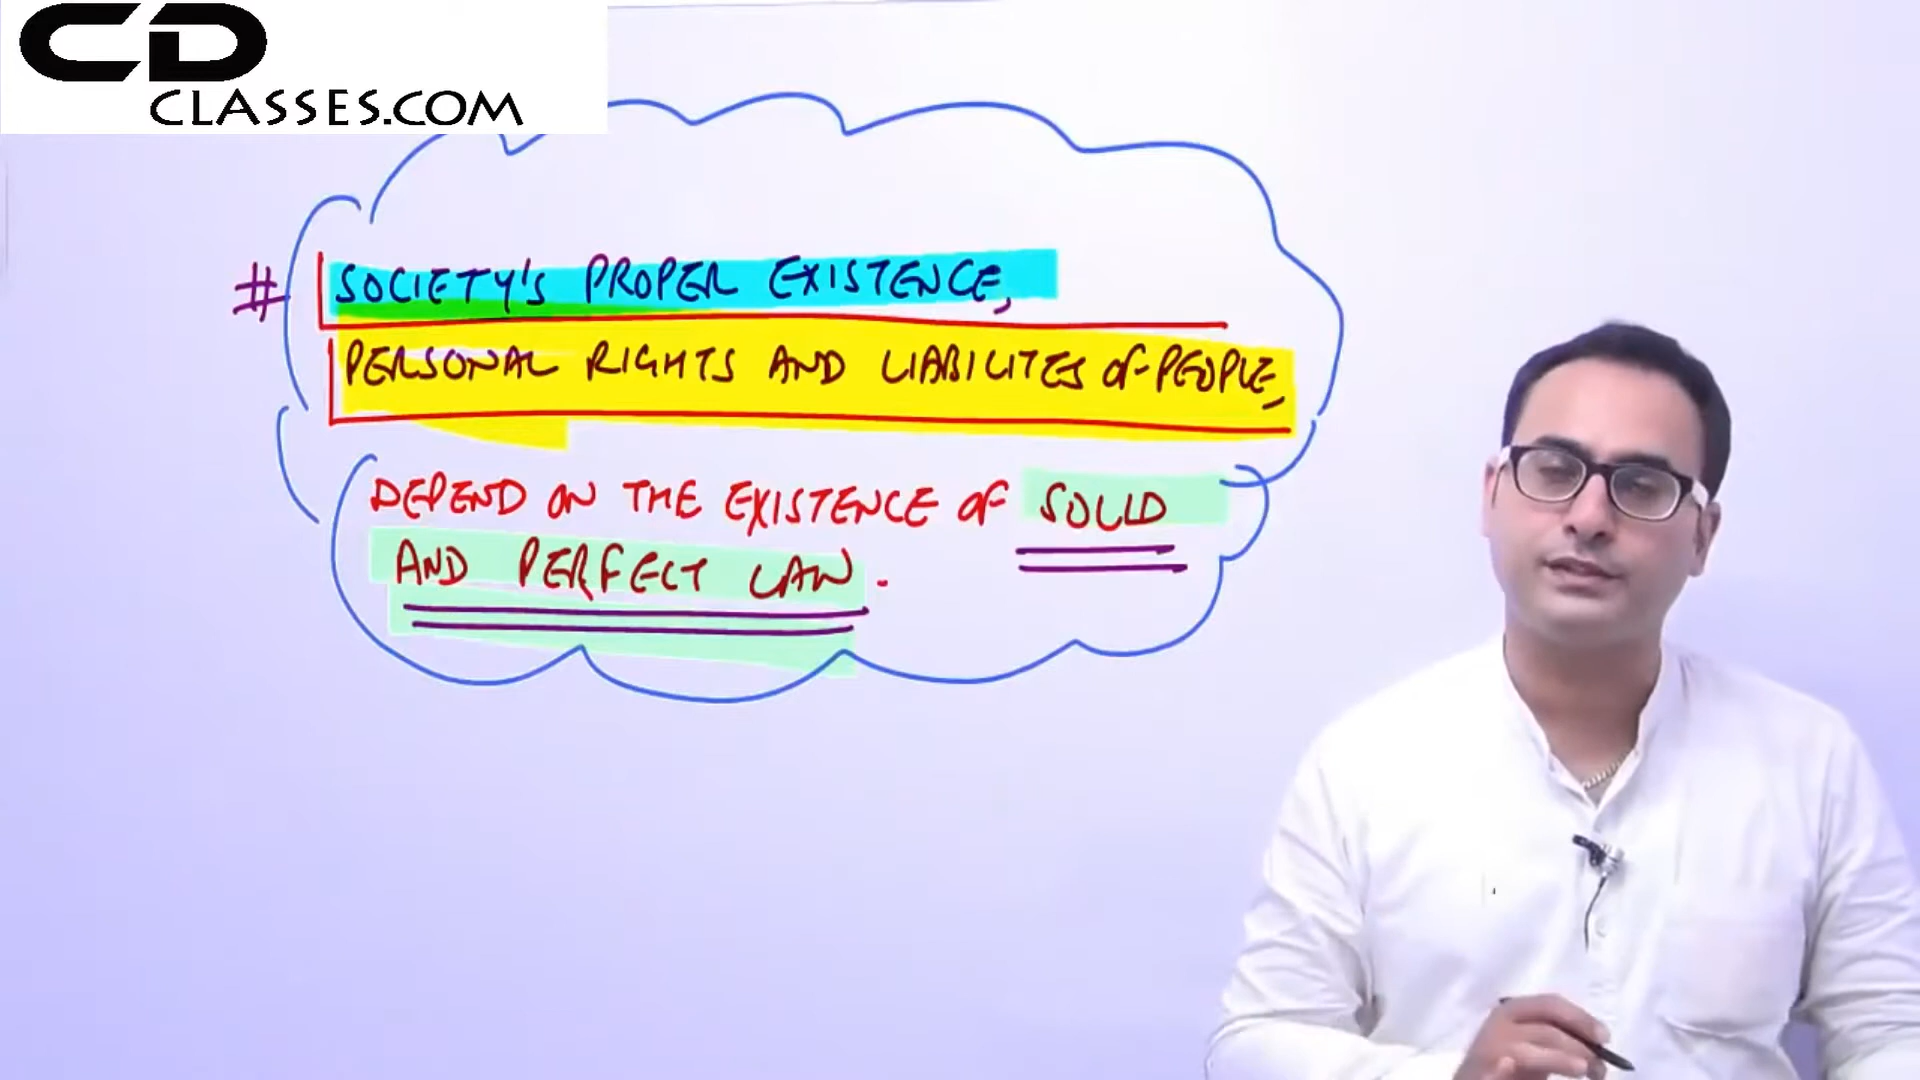 CD
CLASSES.COM
# SOCIETY'S PROPER EXISTENCE,
PERSONAL RIGHTS AND LIABILITES OF PEOPLE,
DEPEND ON THE EXISTENCE OF SOLID
AND PERFECT LAW.